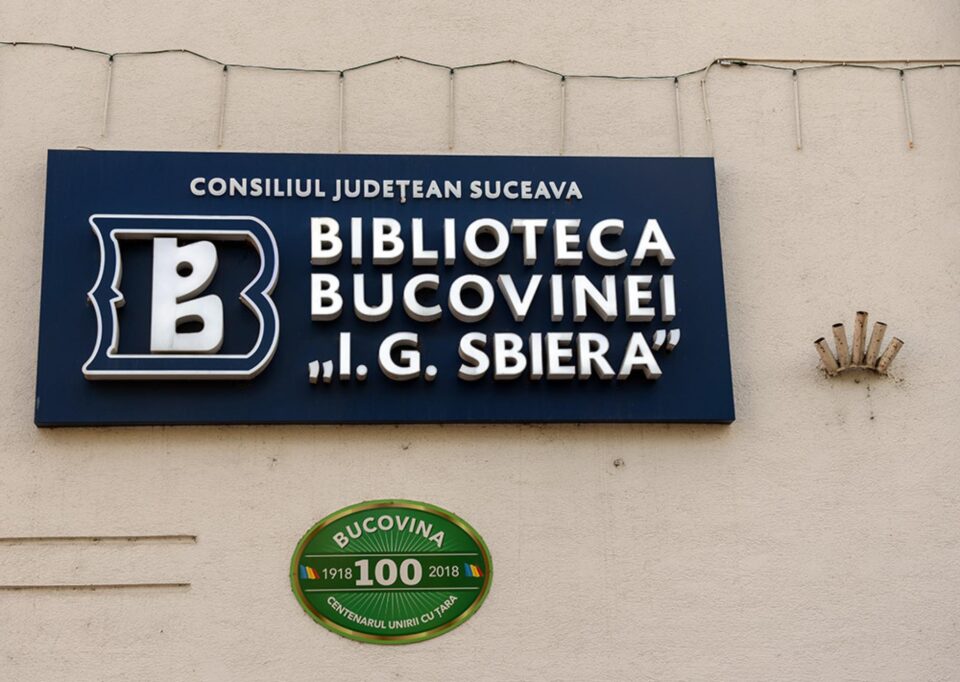 CONSILIUL JUDEŢEAN SUCEAVA
BIBLIOTECA
BUCOVINEI
„I. G. SBIERA”
BUCOVINA
1918 100 2018
CENTENARUL UNIRII CU ŢARA